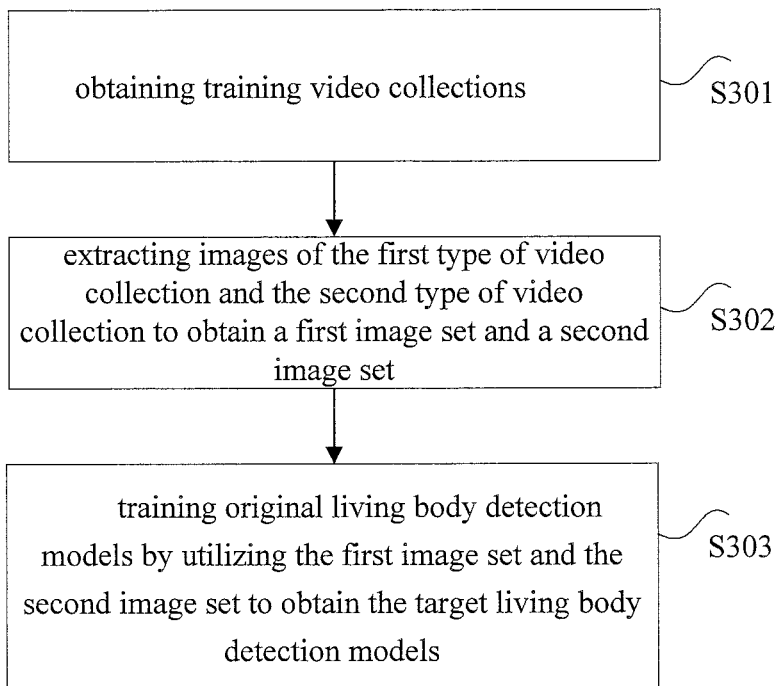 obtaining training video collections
S301
extracting images of the first type of video
collection and the second type of video
collection to obtain a first image set and a second
image set
S302
training original living body detection
models by utilizing the first image set and the
second image set to obtain the target living body
detection models
S303